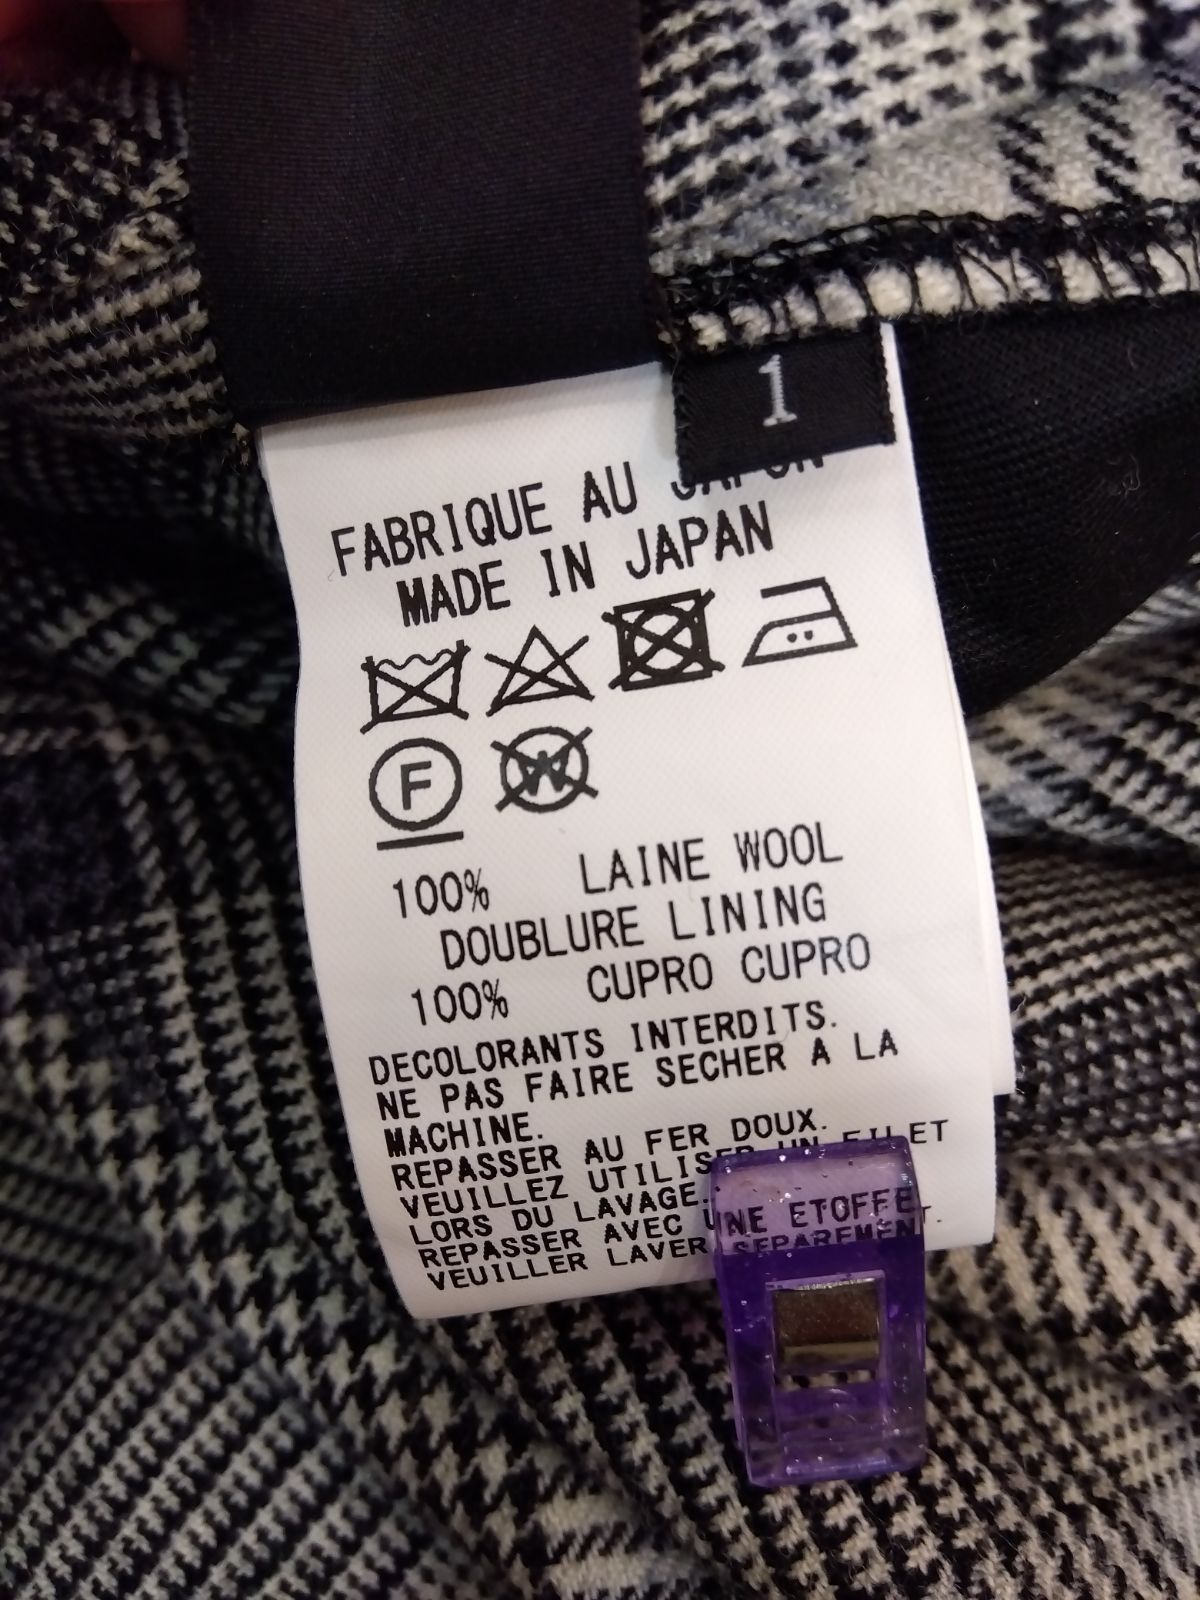 1
FABRIQUE AU JAPON
MADE IN JAPAN
F
W
100% LAINE WOOL
DOUBLURE LINING
100% CUPRO CUPRO
DECOLORANTS INTERDITS.
NE PAS FAIRE SECHER A LA
MACHINE.
REPASSER AU FER DOUX.
VEUILLEZ UTILISER UN FILET
LORS DU LAVAGE.
REPASSER AVEC UNE ETOFFE.
VEUILLER LAVER SEPAREMENT.